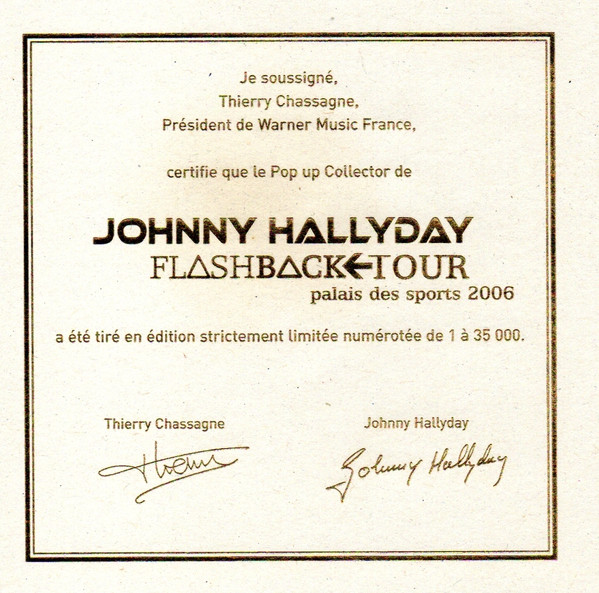 Je soussigné,
Thierry Chassagne,
Président de Warner Music France,
certifie que le Pop up Collector de
JOHNNY HALLYDAY
FLASHBACK TOUR
palais des sports 2006
a été tiré en édition strictement limitée numérotée de 1 à 35 000.
Thierry Chassagne Johnny Hallyday
Johnny Hallyday